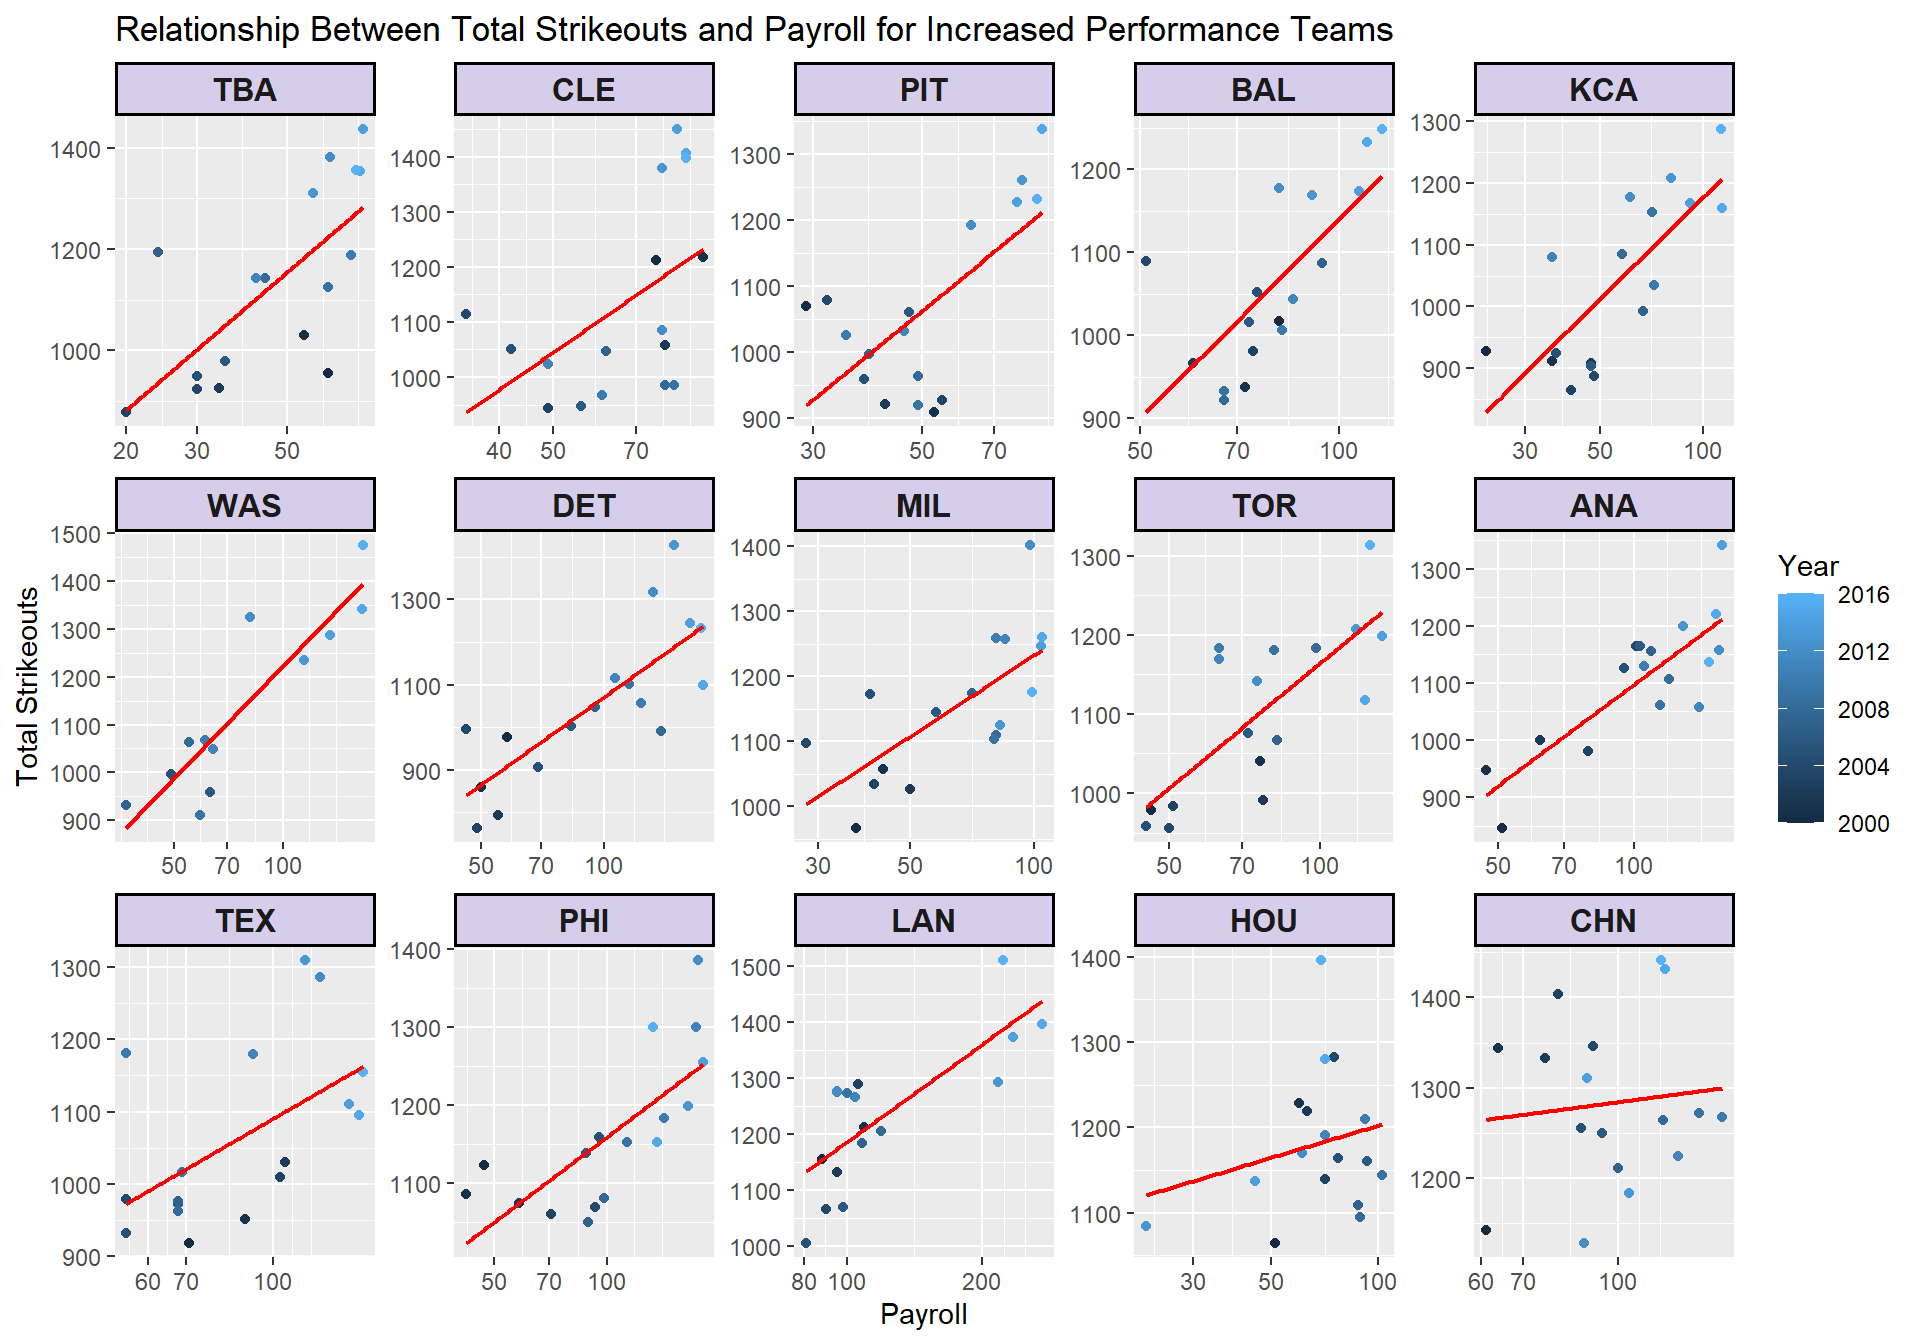 Relationship Between Total Strikeouts and Payroll for Increased Performance Teams
TBA CLE PIT BAL KCA
1400 1200 1000
20 30 50
1400 1300 1200 1100 1000
40 50 70
1300 1200 1100 1000 900
30 50 70
1200 1100 1000 900
50 70 100
1300 1200 1100 1000 900
30 50 100
WAS DET MIL TOR ANA
1500 1400 1300 1200 1100 1000 900
50 70 100
1300 1100 900
50 70 100
1400 1300 1200 1100 1000
30 50 100
1300 1200 1100 1000
50 70 100
1300 1200 1100 1000 900
50 70 100
TEX PHI LAN HOU CHN
1300 1200 1100 1000 900
60 70 100
1400 1300 1200 1100
50 70 100
1500 1400 1300 1200 1100 1000
80 100 200
1400 1300 1200 1100
30 50 100
1400 1300 1200
60 70 100
Total Strikeouts
Payroll
Year
2016
2012
2008
2004
2000